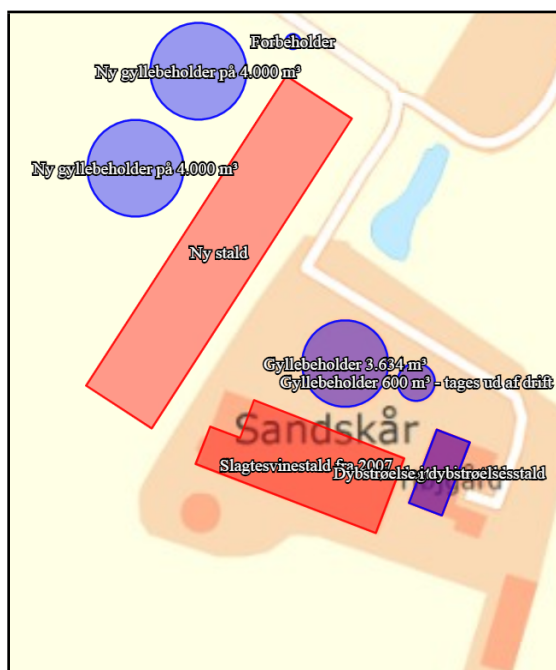 Forbeholder
Ny gyllebeholder på 4.000 m³
Ny gyllebeholder på 4.000 m³
Ny stald
Gyllebeholder 3.634 m³
Gyllebeholder 600 m³ - tages ud af drift
Sandskår
Slagtesvinestald fra 2007
Dybstrøelse i dybstrøelsesstald